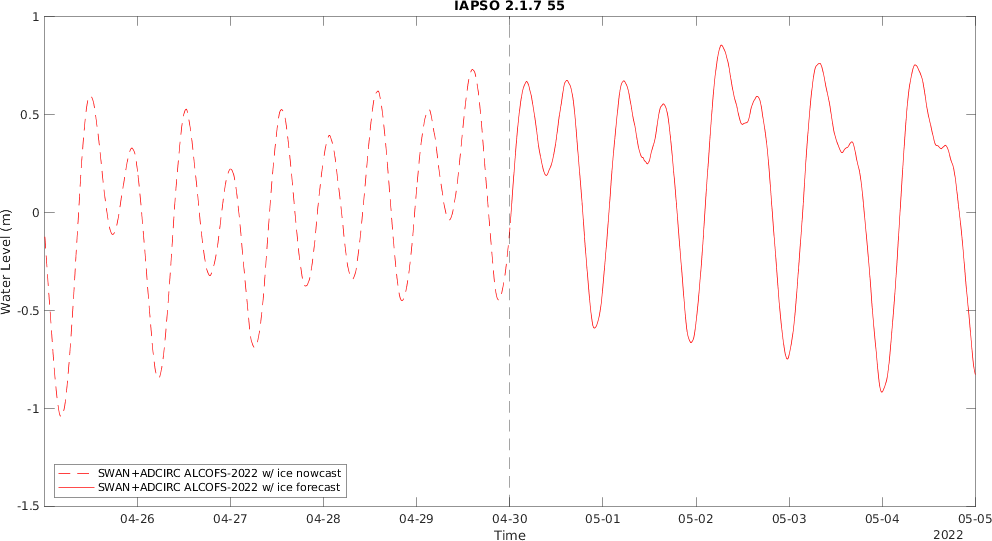 IAPSO 2.1.7 55
1
0.5
0
-0.5
-1
-1.5
Water Level (m)
SWAN+ADCIRC ALCOFS-2022 w/ ice nowcast
SWAN+ADCIRC ALCOFS-2022 w/ ice forecast
04-26 04-27 04-28 04-29 04-30 05-01 05-02 05-03 05-04 05-05
Time
2022